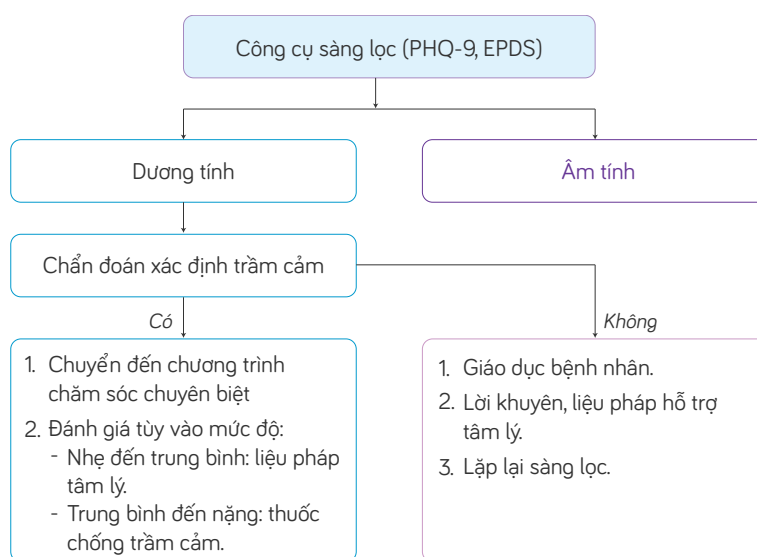 Công cụ sàng lọc (PHQ-9, EPDS)
Dương tính
Âm tính
Chẩn đoán xác định trầm cảm
Có
Không
1. Chuyển đến chương trình
chăm sóc chuyên biệt
2. Đánh giá tùy vào mức độ:
- Nhẹ đến trung bình: liệu pháp
tâm lý.
- Trung bình đến nặng: thuốc
chống trầm cảm.
1. Giáo dục bệnh nhân.
2. Lời khuyên, liệu pháp hỗ trợ
tâm lý.
3. Lặp lại sàng lọc.